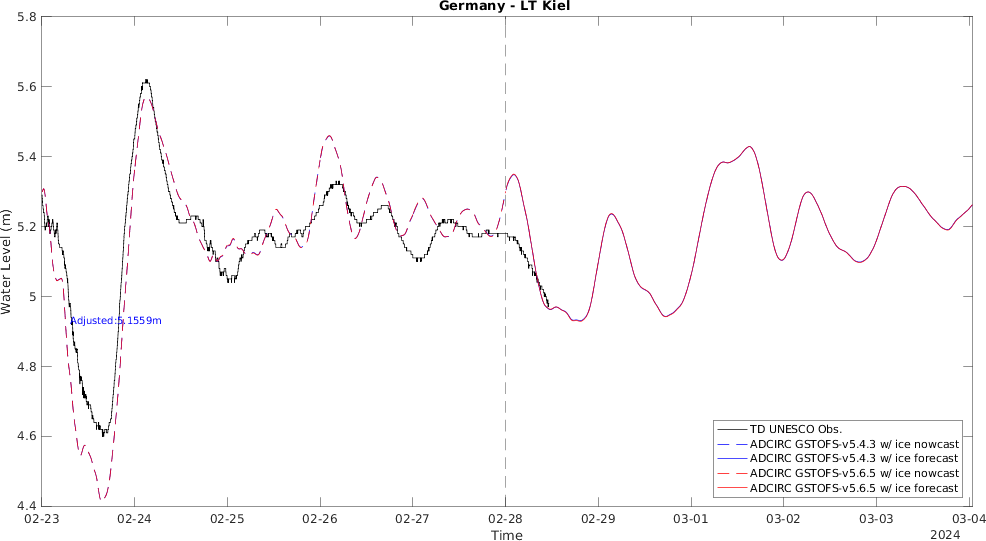 Germany - LT Kiel
Water Level (m)
5.8
5.6
5.4
5.2
5
4.8
4.6
4.4
Adjusted:5.1559m
TD UNESCO Obs.
ADCIRC GSTOFS-v5.4.3 w/ ice nowcast
ADCIRC GSTOFS-v5.4.3 w/ ice forecast
ADCIRC GSTOFS-v5.6.5 w/ ice nowcast
ADCIRC GSTOFS-v5.6.5 w/ ice forecast
02-23 02-24 02-25 02-26 02-27 02-28 02-29 03-01 03-02 03-03 03-04
Time
2024